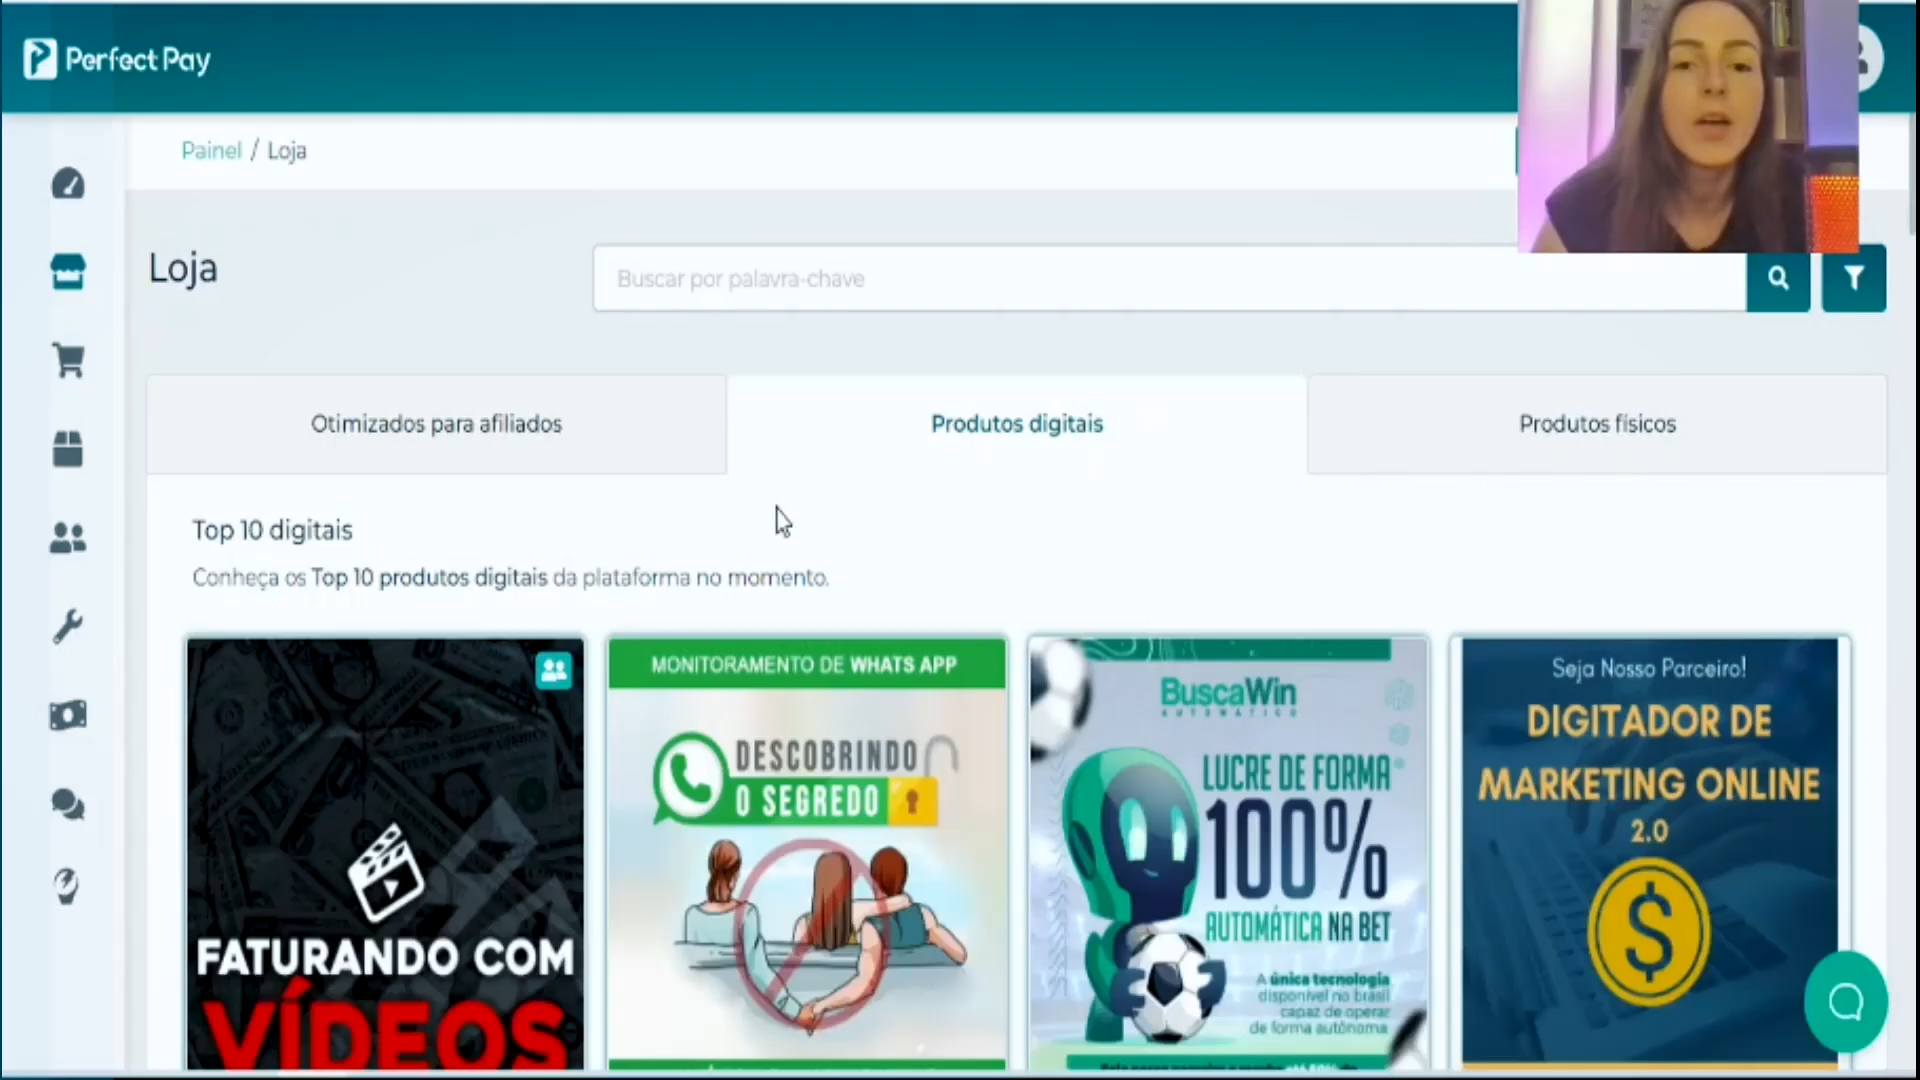 Perfect Pay
Painel / Loja
Loja
Buscar por palavra-chave
Otimizados para afiliados
Produtos digitais
Produtos físicos
Top 10 digitais
Conheça os Top 10 produtos digitais da plataforma no momento.
FATURANDO COM
VÍDEOS
MONITORAMENTO DE WHATS APP
DESCOBRINDO
O SEGREDO
BuscaWin
AUTOMÁTICO
LUCRE DE FORMA
100%
AUTOMÁTICA NA BET
A única tecnologia
disponível no brasil
capaz de operar
de forma autônoma
Seja Nosso Parceiro!
DIGITADOR DE
MARKETING ONLINE
2.0
$